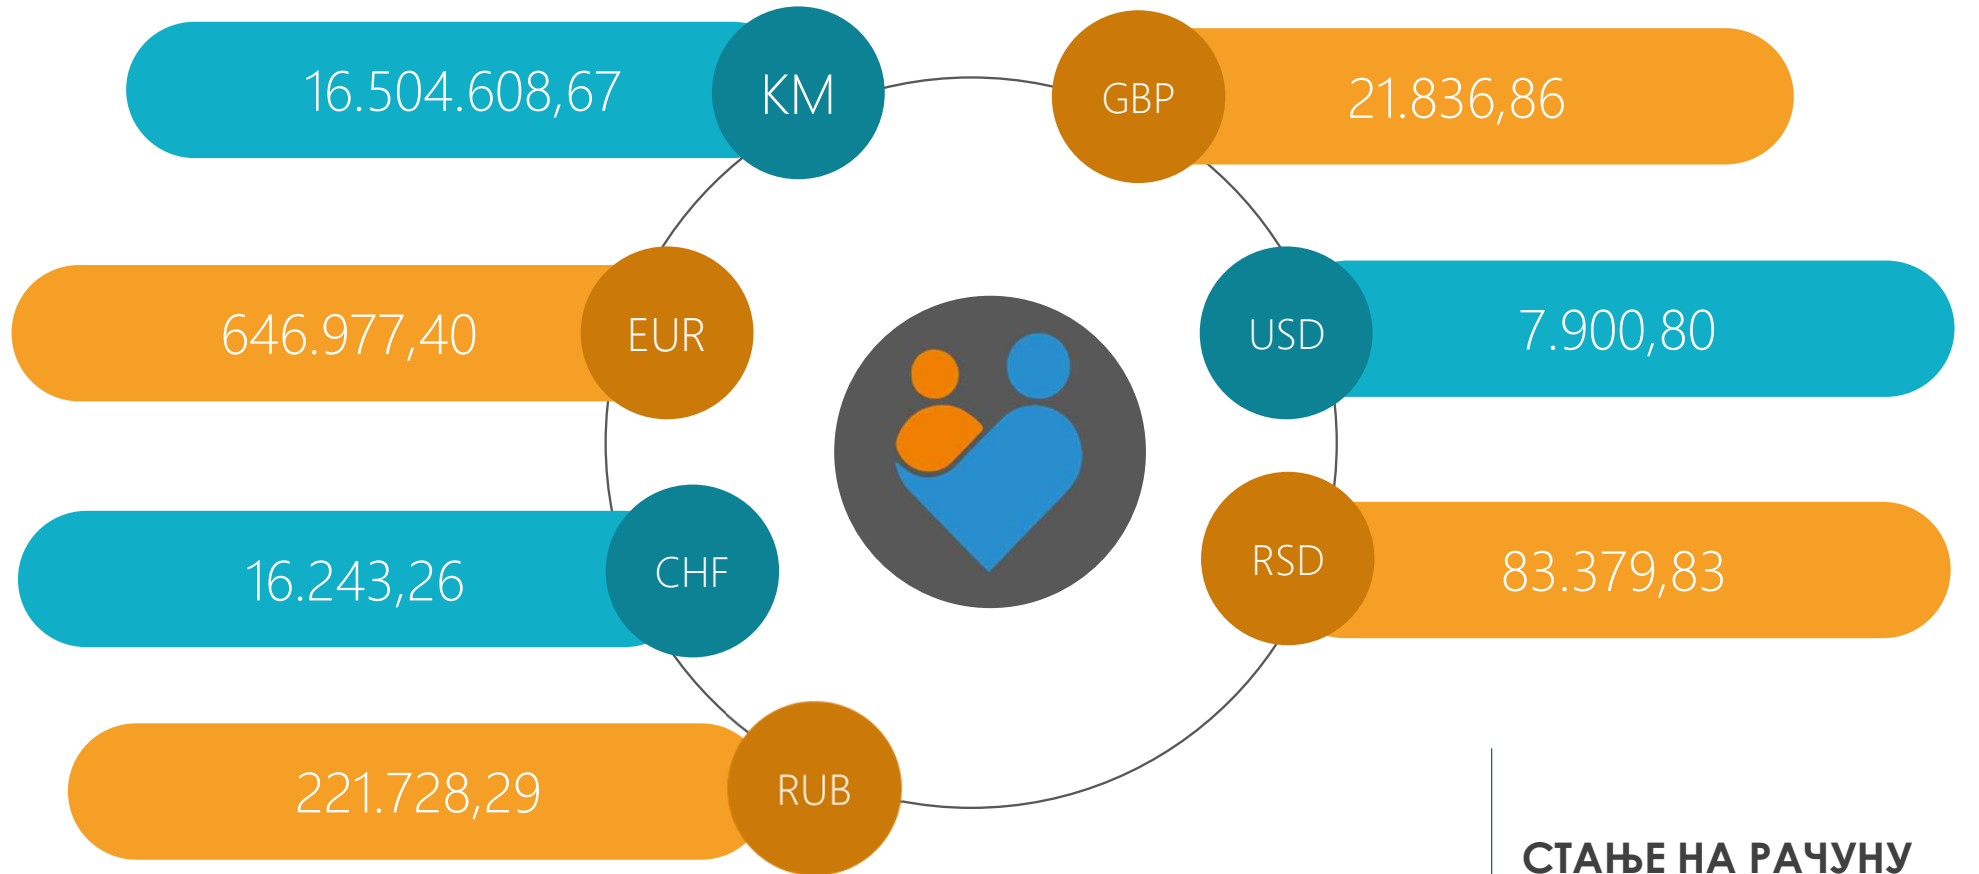 16.504.608,67
KM
GBP
21.836,86
646.977,40
EUR
USD
7.900,80
16.243,26
CHF
RSD
83.379,83
221.728,29
RUB
СТАЊЕ НА РАЧУНУ